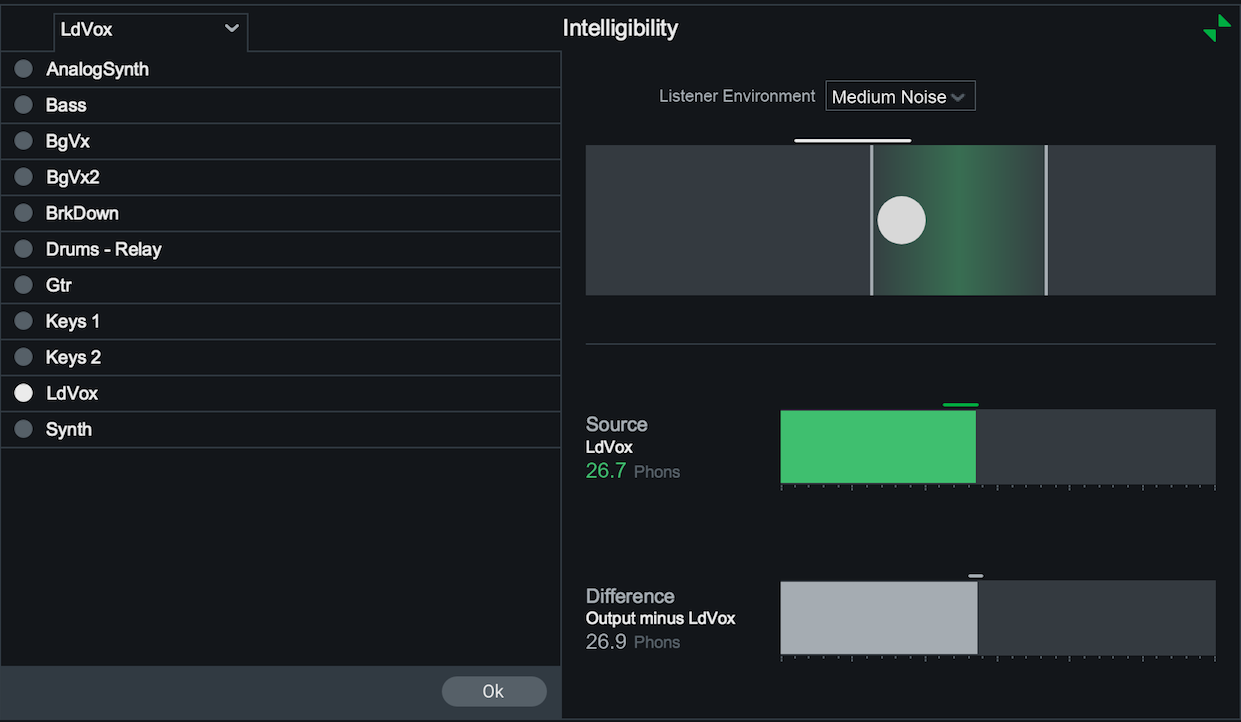 LdVox
AnalogSynth
Bass
BgVx
BgVx2
BrkDown
Drums - Relay
Gtr
Keys 1
Keys 2
LdVox
Synth
Ok
Intelligibility
Listener Environment Medium Noise
Source
LdVox
26.7 Phons
Difference
Output minus LdVox
26.9 Phons